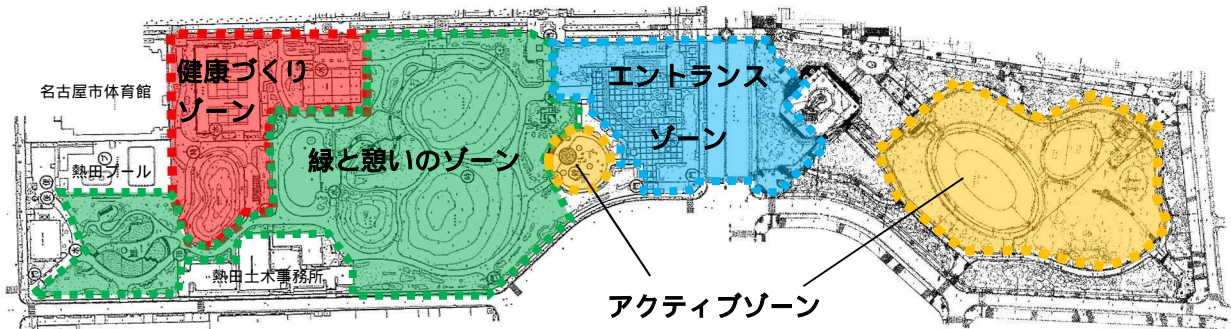 健康づくり
ゾーン
名古屋市体育館
熱田プール
緑と憩いのゾーン
熱田土木事務所
エントランス
ゾーン
アクティブゾーン